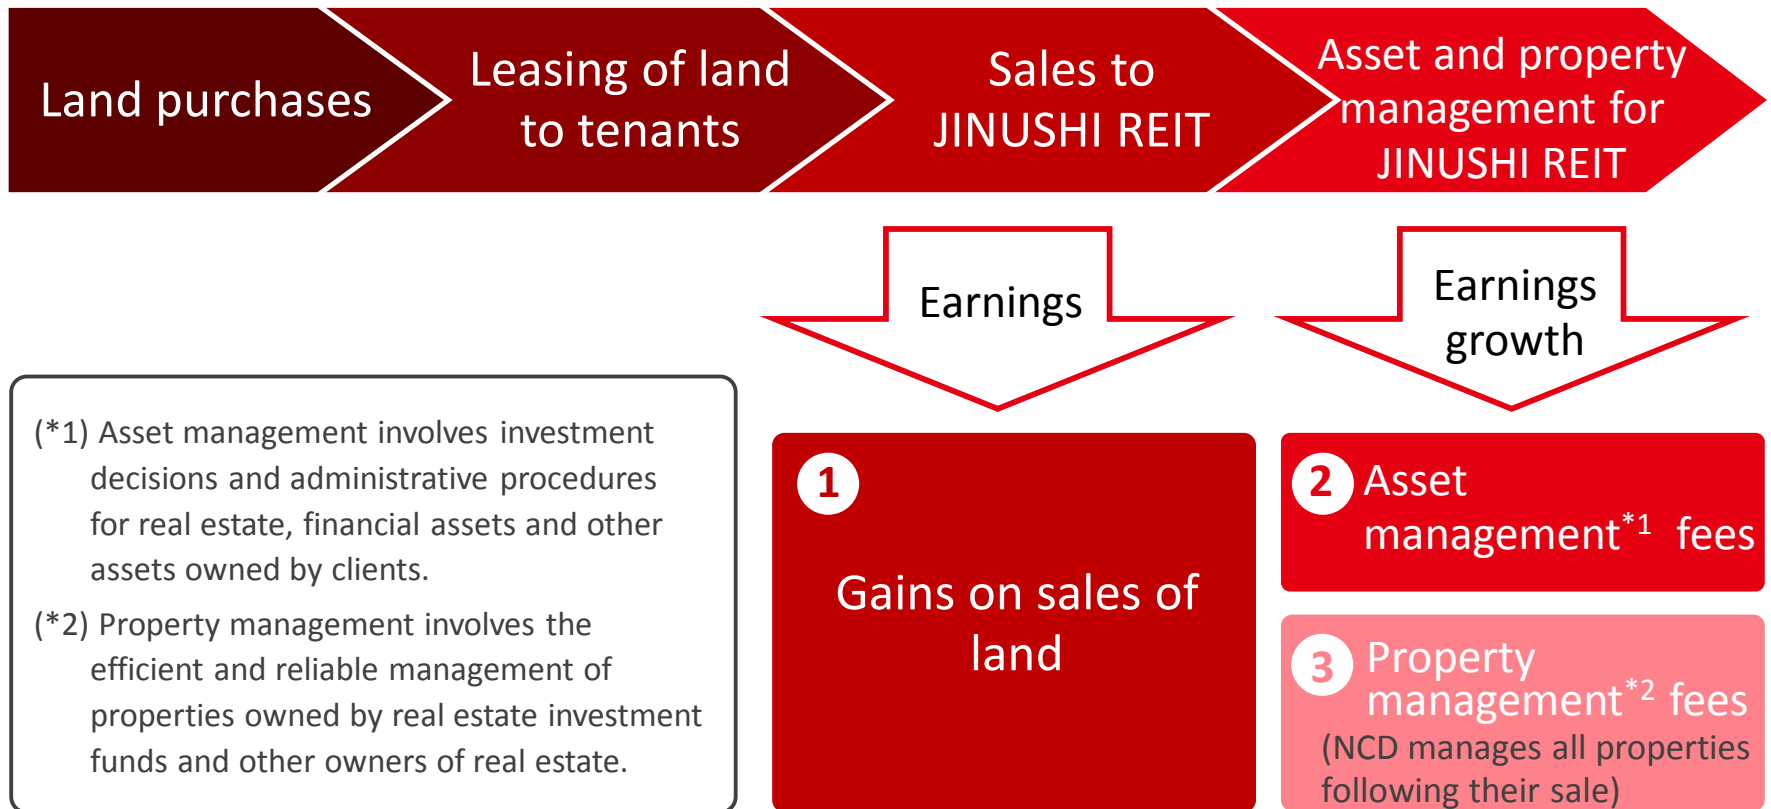 Land purchases
Leasing of land
to tenants
Sales to
JINUSHI REIT
Asset and property
management for
JINUSHI REIT
Earnings
Earnings
growth
(*1) Asset management involves investment
decisions and administrative procedures
for real estate, financial assets and other
assets owned by clients.
(*2) Property management involves the
efficient and reliable management of
properties owned by real estate investment
funds and other owners of real estate.
1
Gains on sales of
land
2 Asset
management*1 fees
3 Property
management*2 fees
(NCD manages all properties
following their sale)